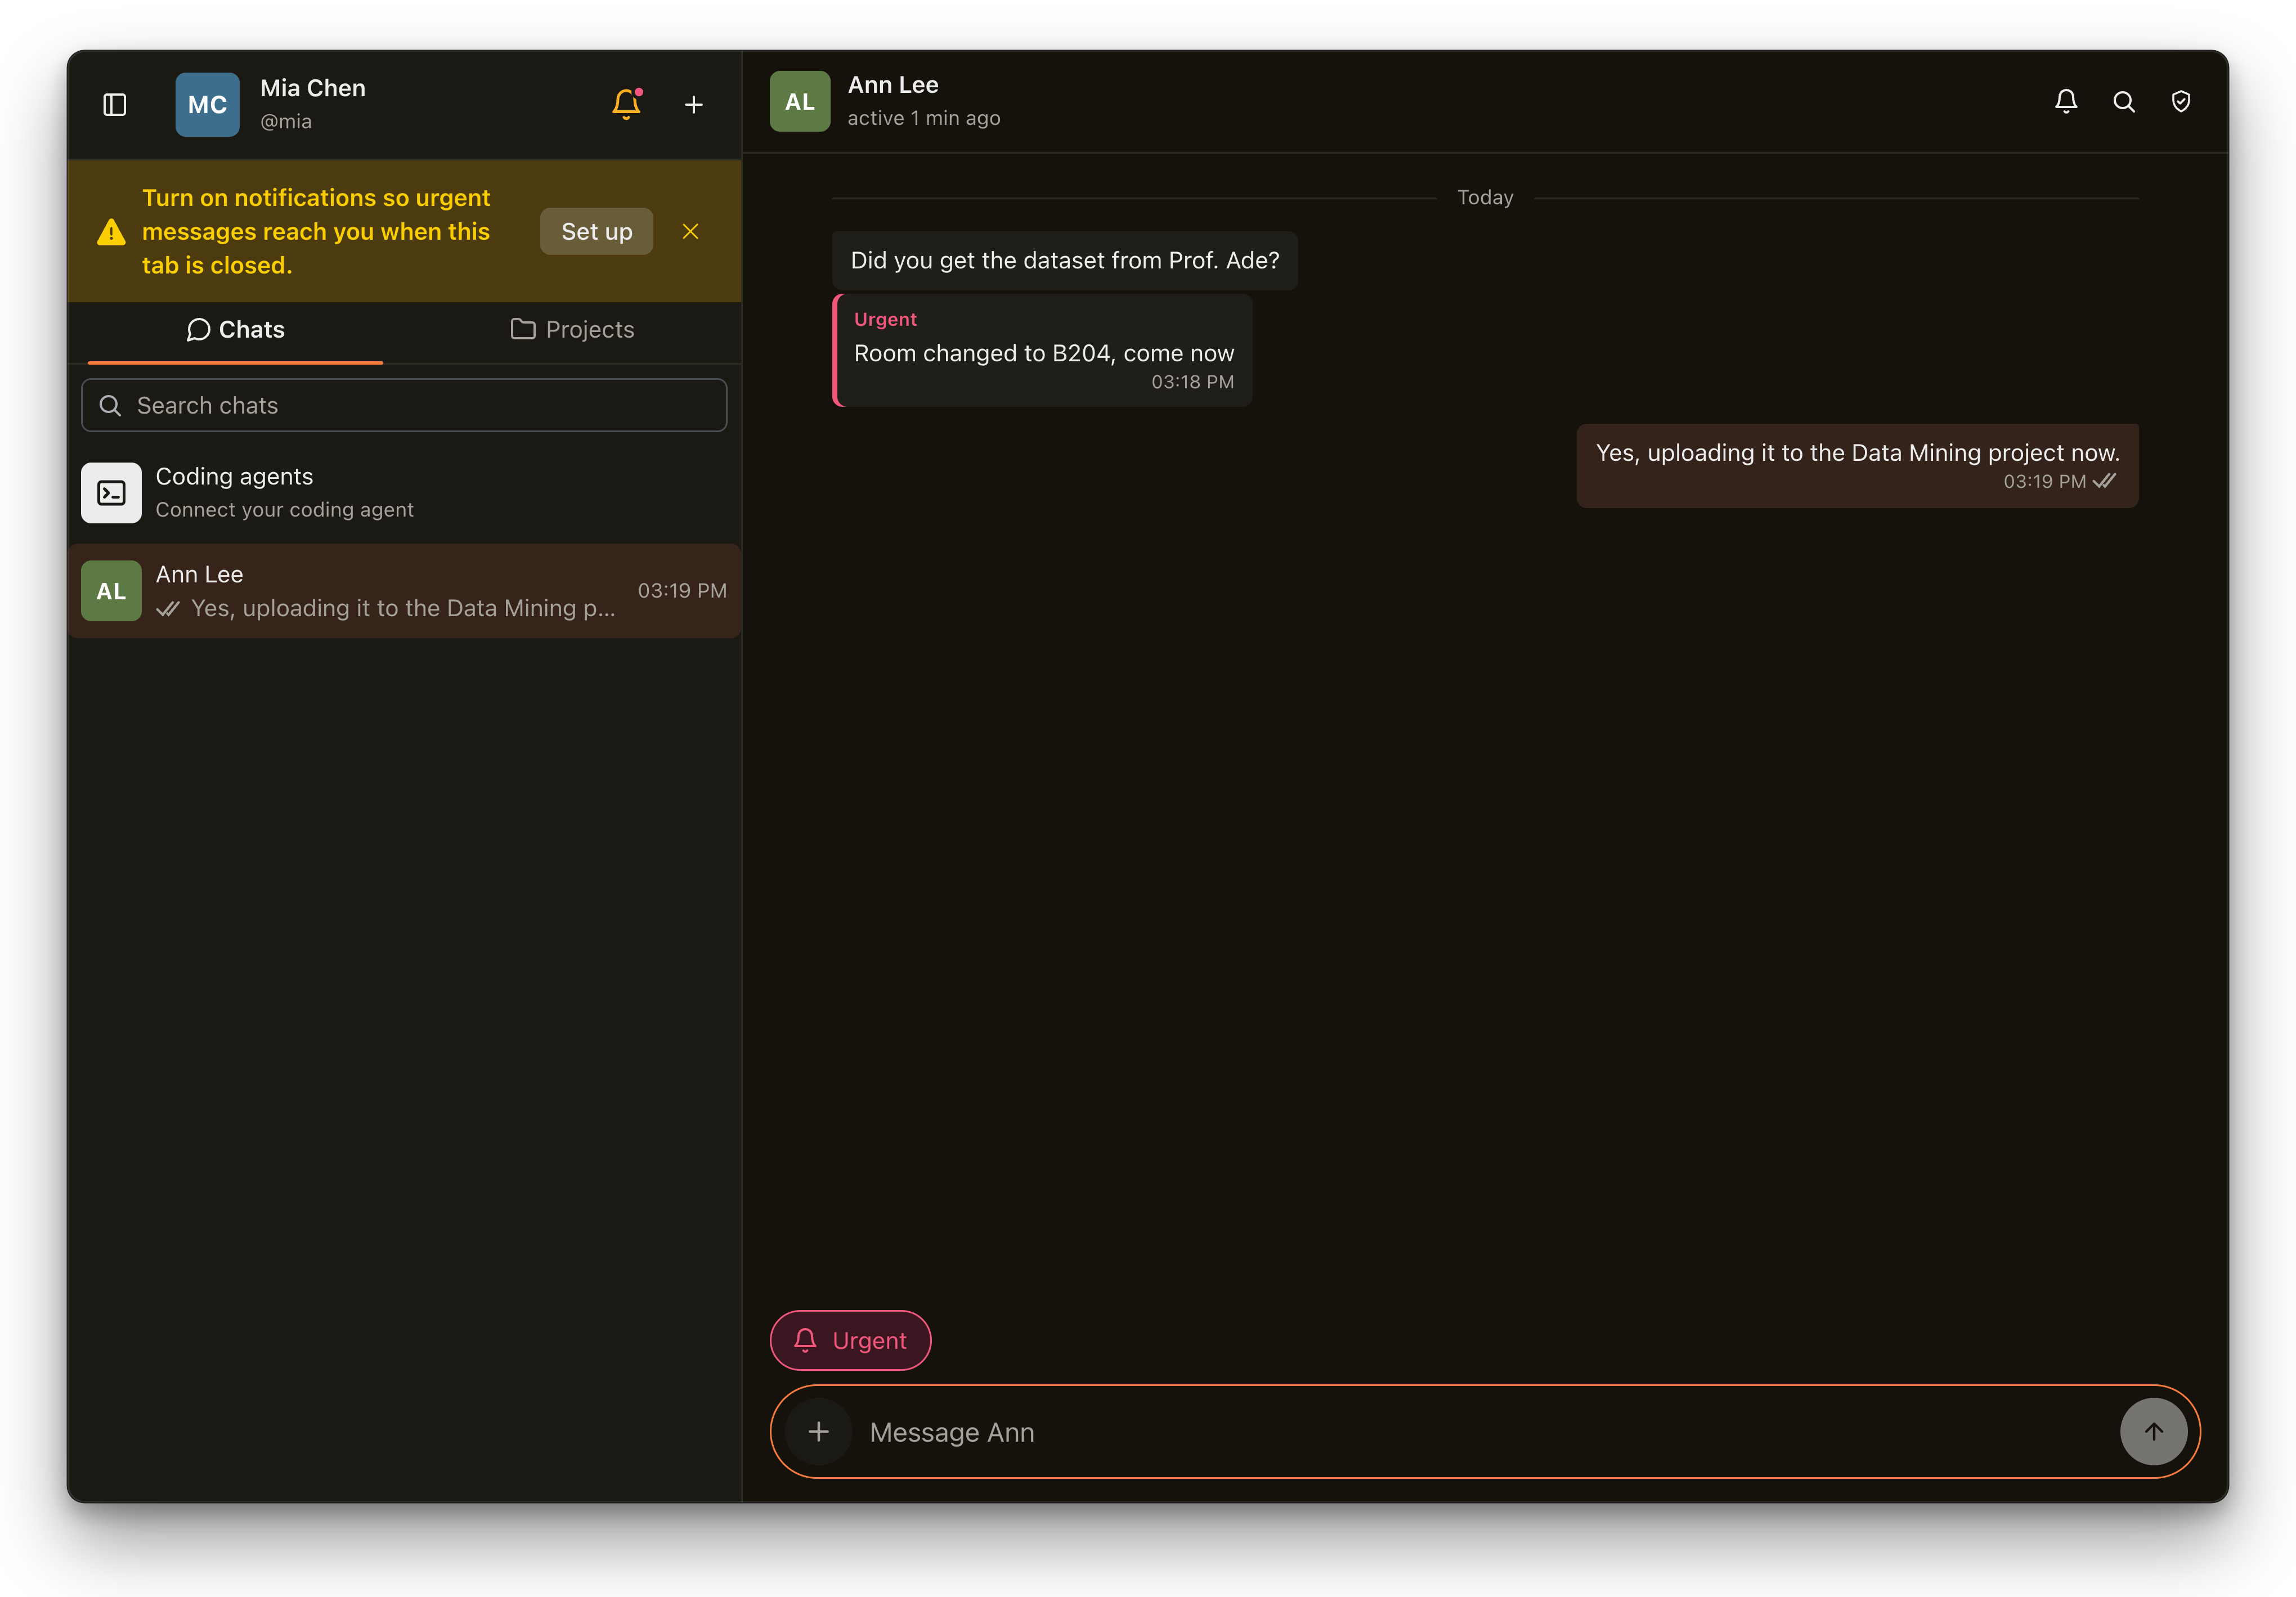 MC
Mia Chen
@mia
Turn on notifications so urgent
messages reach you when this
tab is closed.
Set up
Chats
Projects
Search chats
Coding agents
Connect your coding agent
AL
Ann Lee
Yes, uploading it to the Data Mining p...
03:19 PM
AL
Ann Lee
active 1 min ago
Today
Did you get the dataset from Prof. Ade?
Urgent
Room changed to B204, come now
03:18 PM
Yes, uploading it to the Data Mining project now.
03:19 PM
Urgent
Message Ann